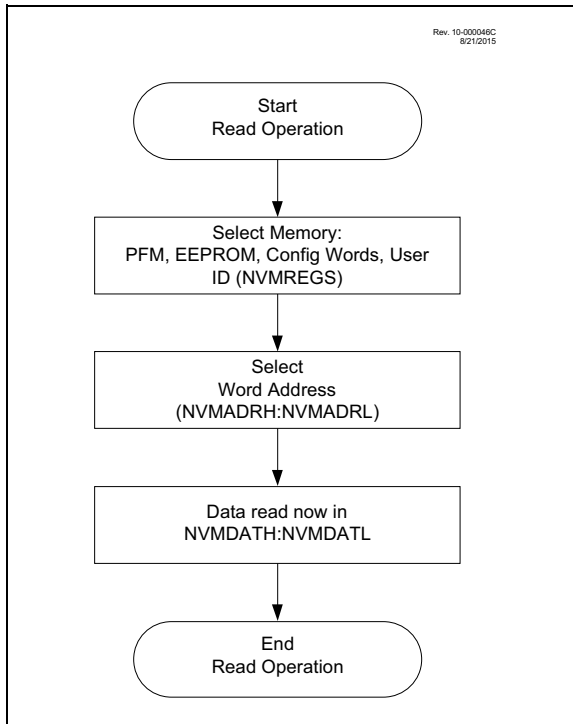 Rev. 10-000046C
8/21/2015
Start
Read Operation
Select Memory:
PFM, EEPROM, Config Words, User
ID (NVMREGS)
Select
Word Address
(NVMADRH:NVMADRL)
Data read now in
NVMDATH:NVMDATL
End
Read Operation